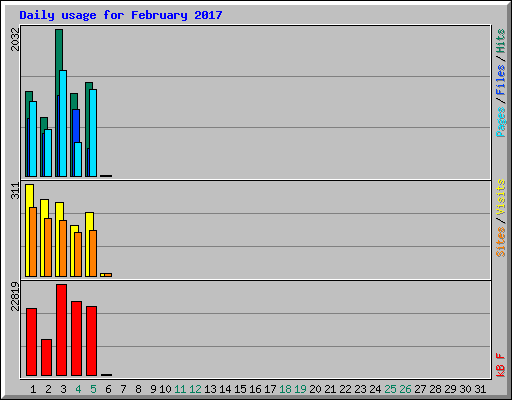 Daily usage for February 2017
2032
Pages/Files/Hits
311
Sites/Visits
22819
kB F
1 2 3 4 5 6 7 8 9 10 11 12 13 14 15 16 17 18 19 20 21 22 23 24 25 26 27 28 29 30 31